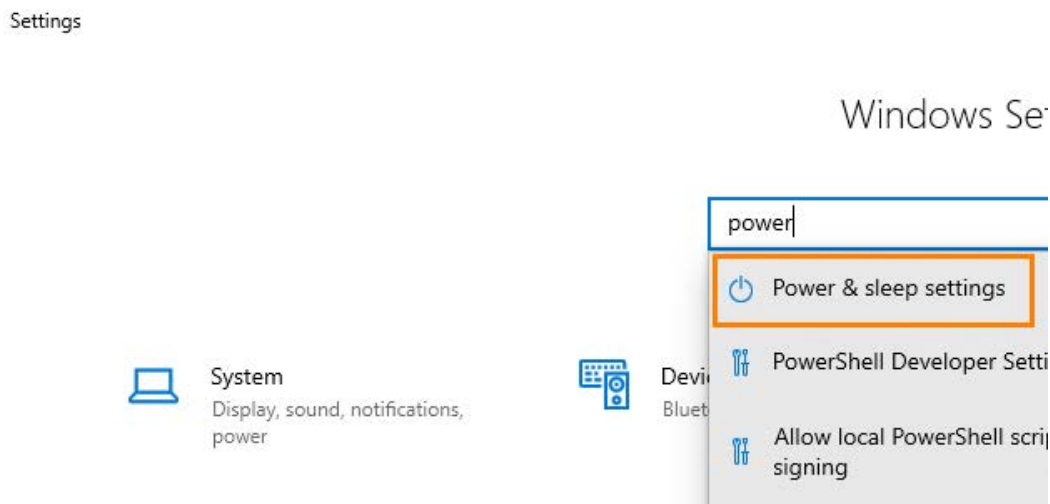 Settings
Windows Se
power
Power & sleep settings
PowerShell Developer Setti
Allow local PowerShell scrip
signing
System
Display, sound, notifications,
power
Devi
Bluet